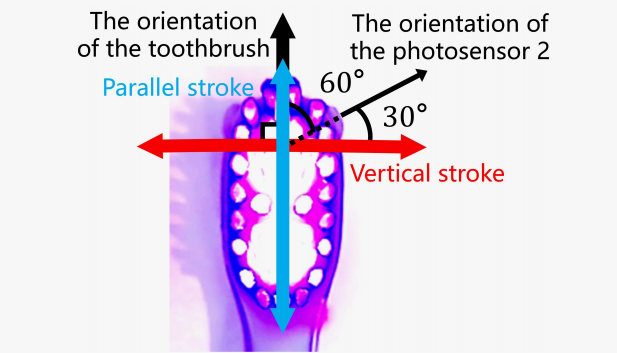 The orientation
of the toothbrush
The orientation of
the photosensor 2
Parallel stroke
60°
30°
Vertical stroke